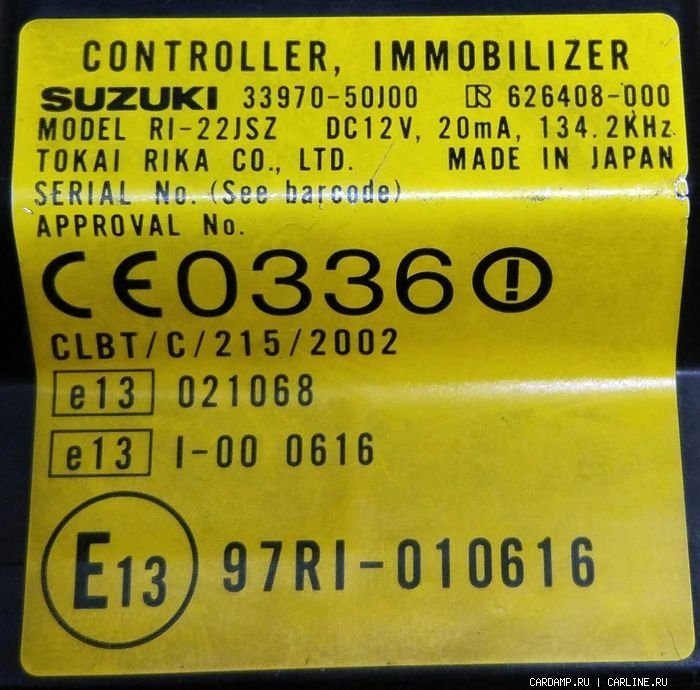 CONTROLLER, IMMOBILIZER
SUZUKI 33970-50J00 R 626408-000
MODEL RI-22JSZ DC12V, 20mA, 134.2KHz
TOKAI RIKA CO., LTD. MADE IN JAPAN
SERIAL No. (See barcode)
APPROVAL No.
CE0336!
CLBT/C/215/2002
e13 021068
e13 I-00 0616
E13 97RI-010616
CARDAMP.RU | CARLINE.RU